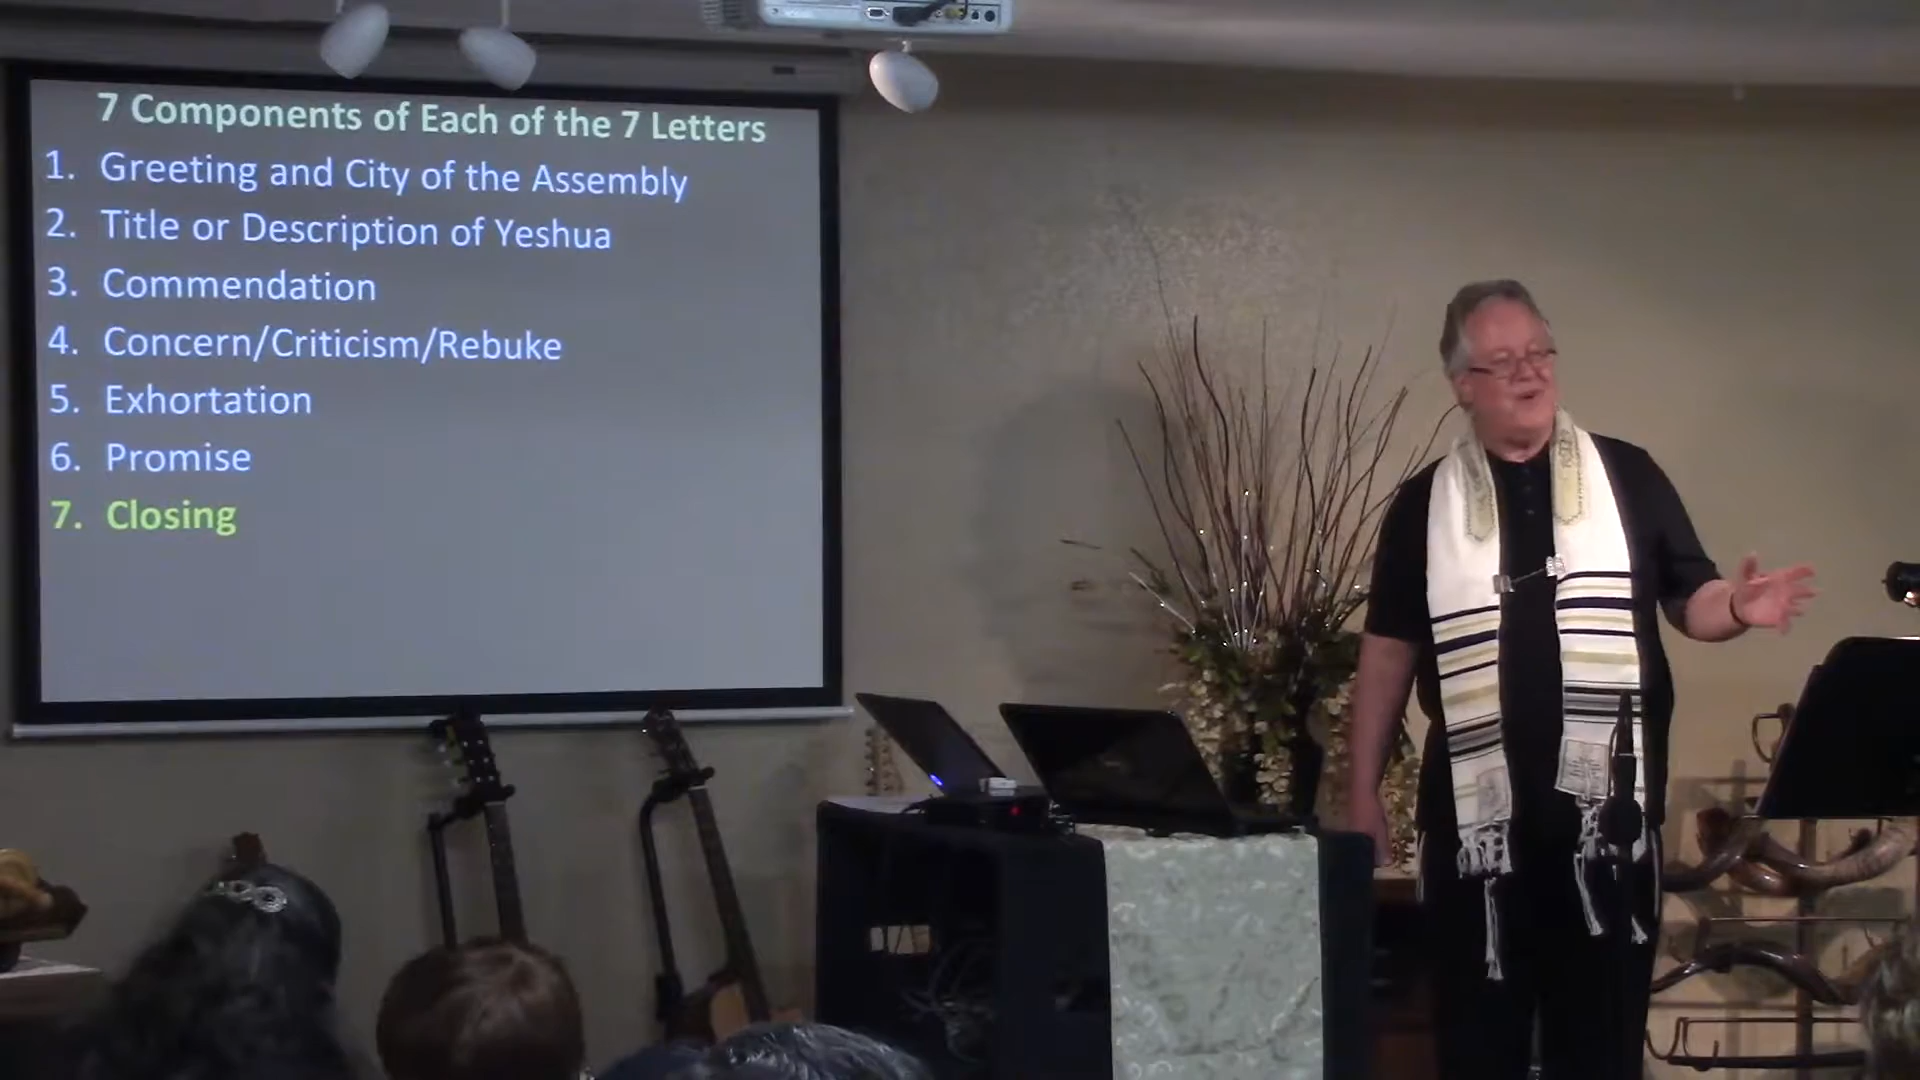 7 Components of Each of the 7 Letters
1. Greeting and City of the Assembly
2. Title or Description of Yeshua
3. Commendation
4. Concern/Criticism/Rebuke
5. Exhortation
6. Promise
7. Closing